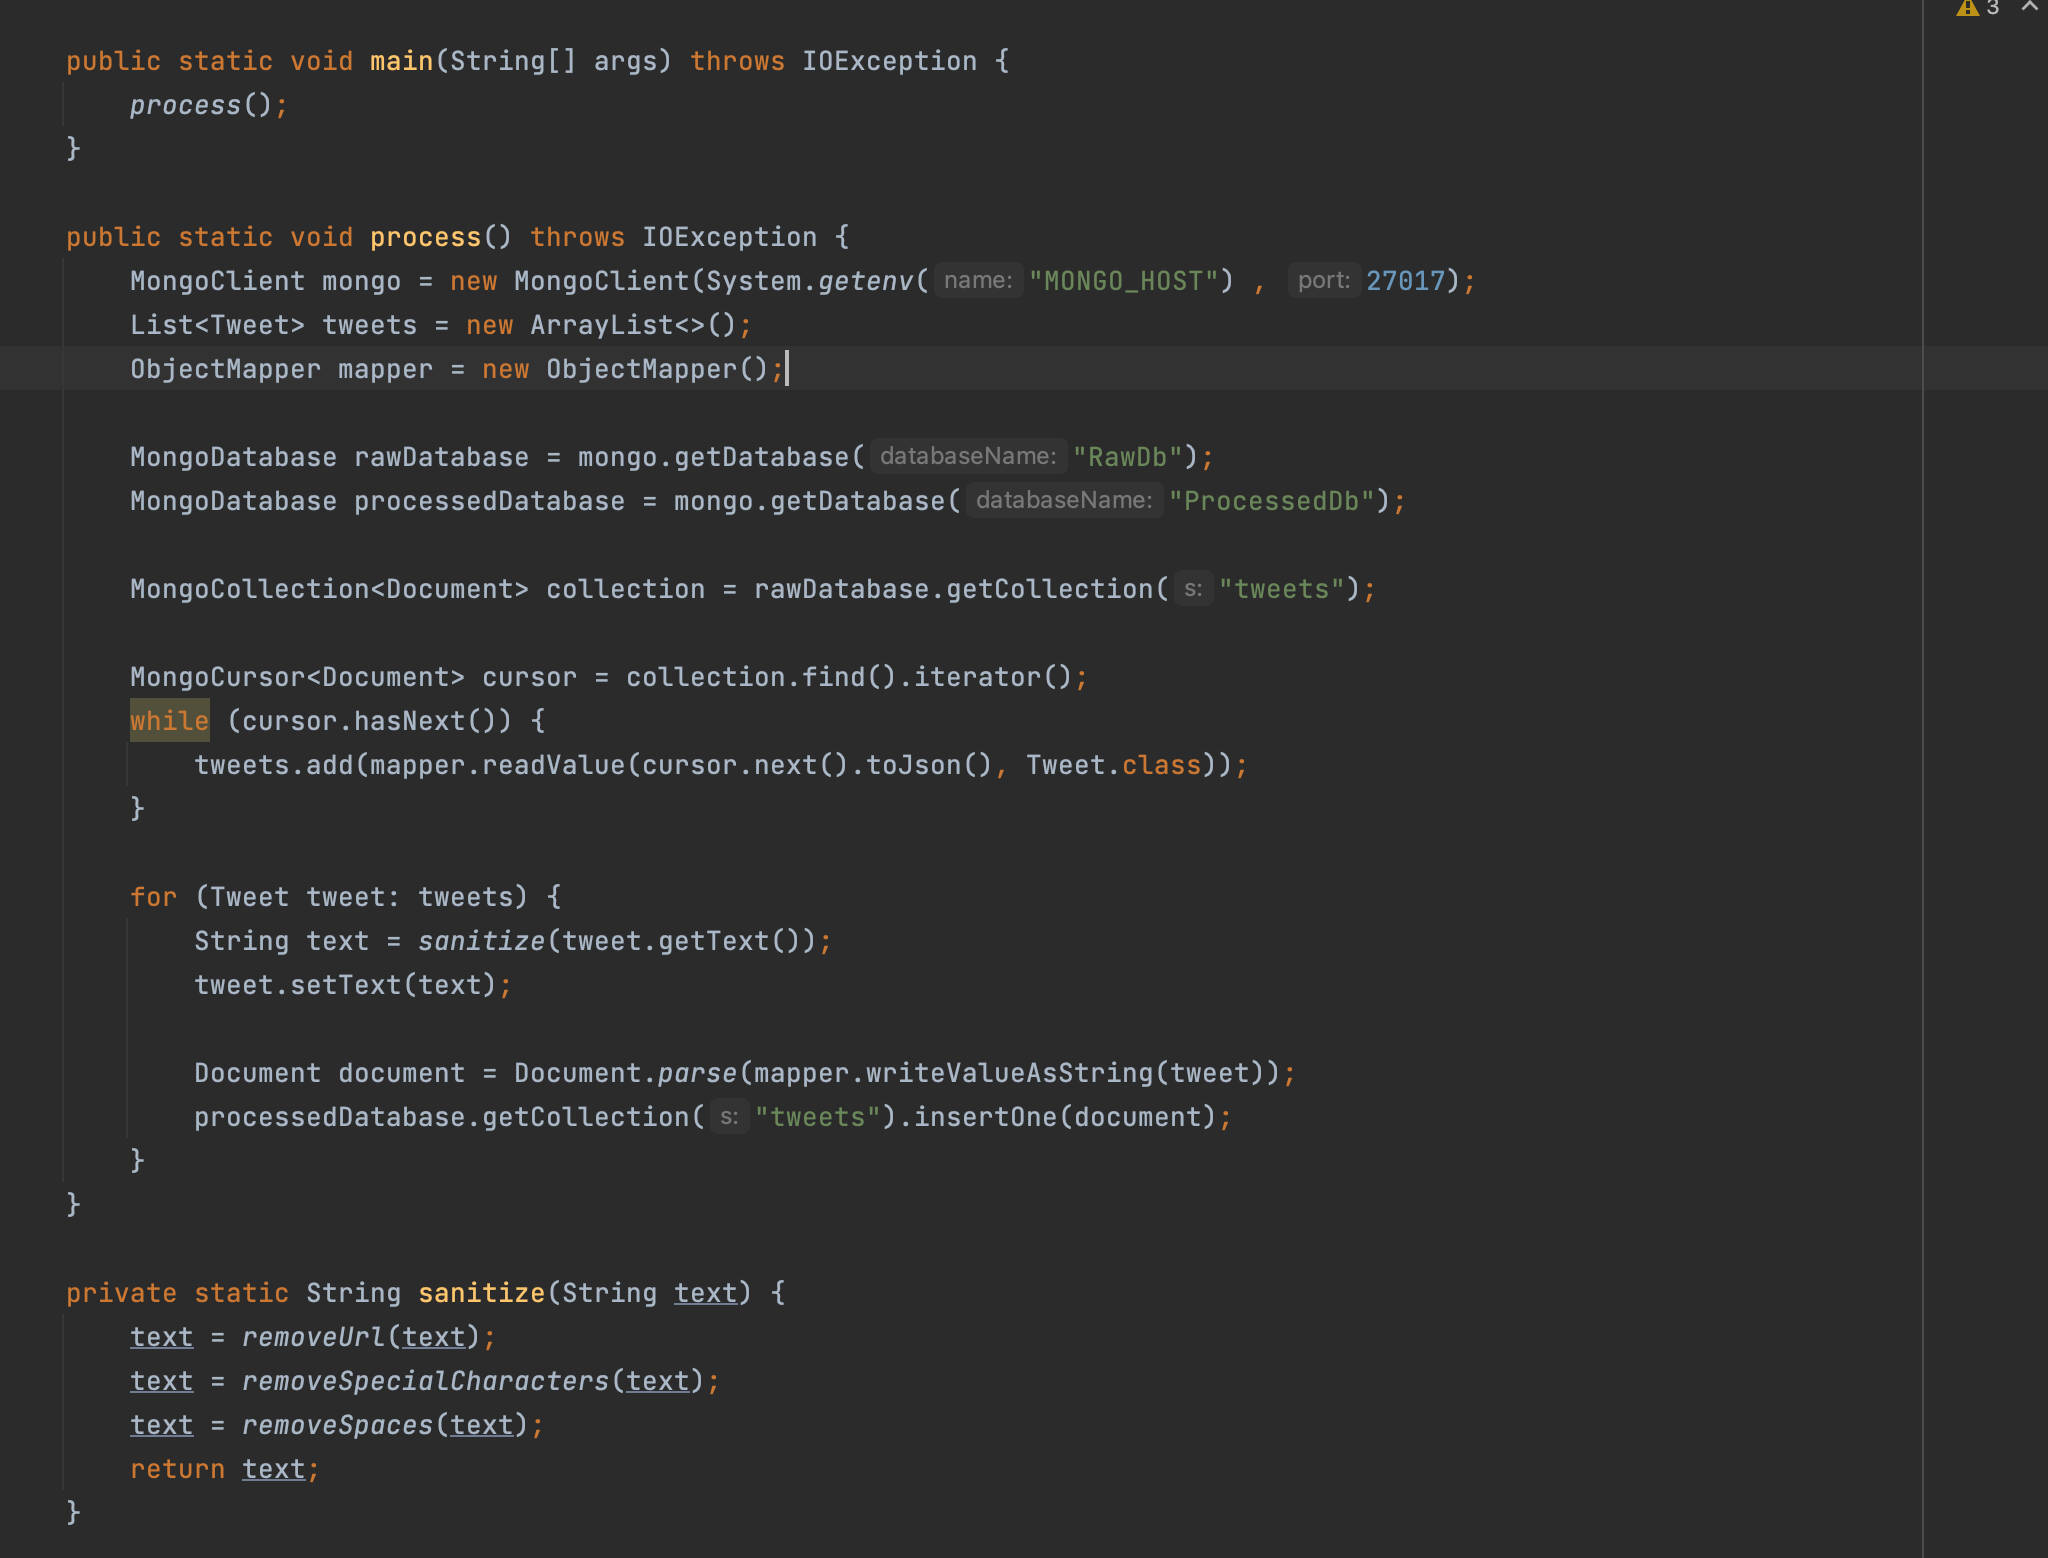 3
public static void main(String[] args) throws IOException {
process();
}
public static void process() throws IOException {
MongoClient mongo = new MongoClient(System.getenv( name: "MONGO_HOST") , port: 27017);
List<Tweet> tweets = new ArrayList<>();
ObjectMapper mapper = new ObjectMapper();
MongoDatabase rawDatabase = mongo.getDatabase( databaseName: "RawDb");
MongoDatabase processedDatabase = mongo.getDatabase( databaseName: "ProcessedDb");
MongoCollection<Document> collection = rawDatabase.getCollection( s: "tweets");
MongoCursor<Document> cursor = collection.find().iterator();
while (cursor.hasNext()) {
tweets.add(mapper.readValue(cursor.next().toJson(), Tweet.class));
}
for (Tweet tweet: tweets) {
String text = sanitize(tweet.getText());
tweet.setText(text);
Document document = Document.parse(mapper.writeValueAsString(tweet));
processedDatabase.getCollection( s: "tweets").insertOne(document);
}
}
private static String sanitize(String text) {
text = removeUrl(text);
text = removeSpecialCharacters(text);
text = removeSpaces(text);
return text;
}